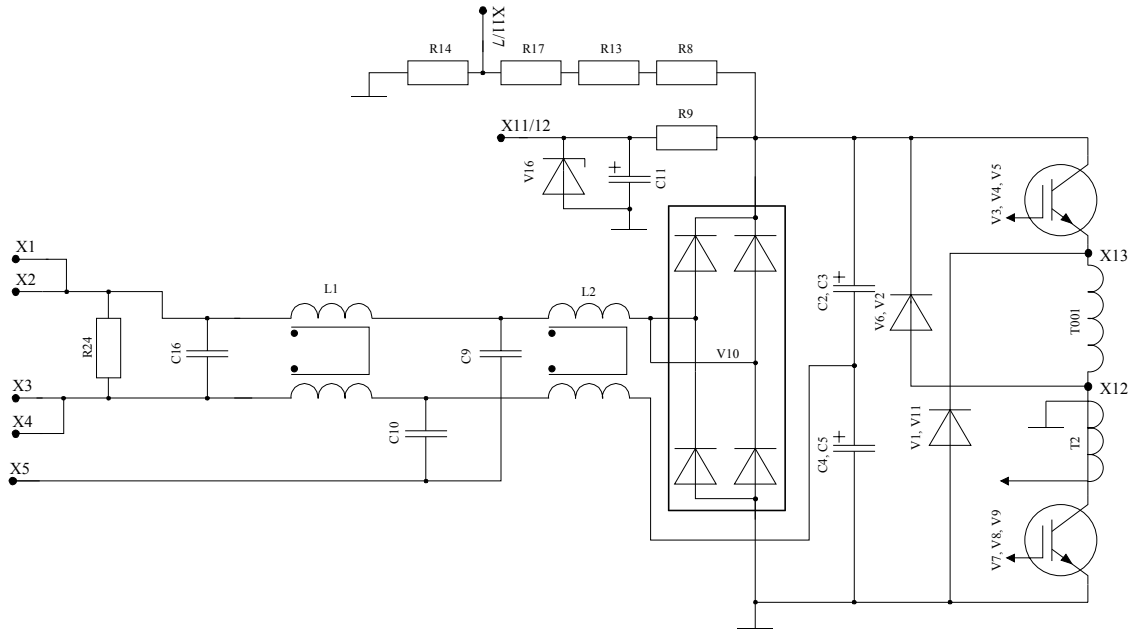 X11/7
R14
R17
R13
R8
X11/12
R9
V16
C11
V3, V4, V5
X1
X13
X2
L1
L2
C2, C3
V6, V2
T001
R24
C16
C9
V10
X3
X12
X4
C10
C4, C5
V1, V11
T2
X5
V7, V8, V9